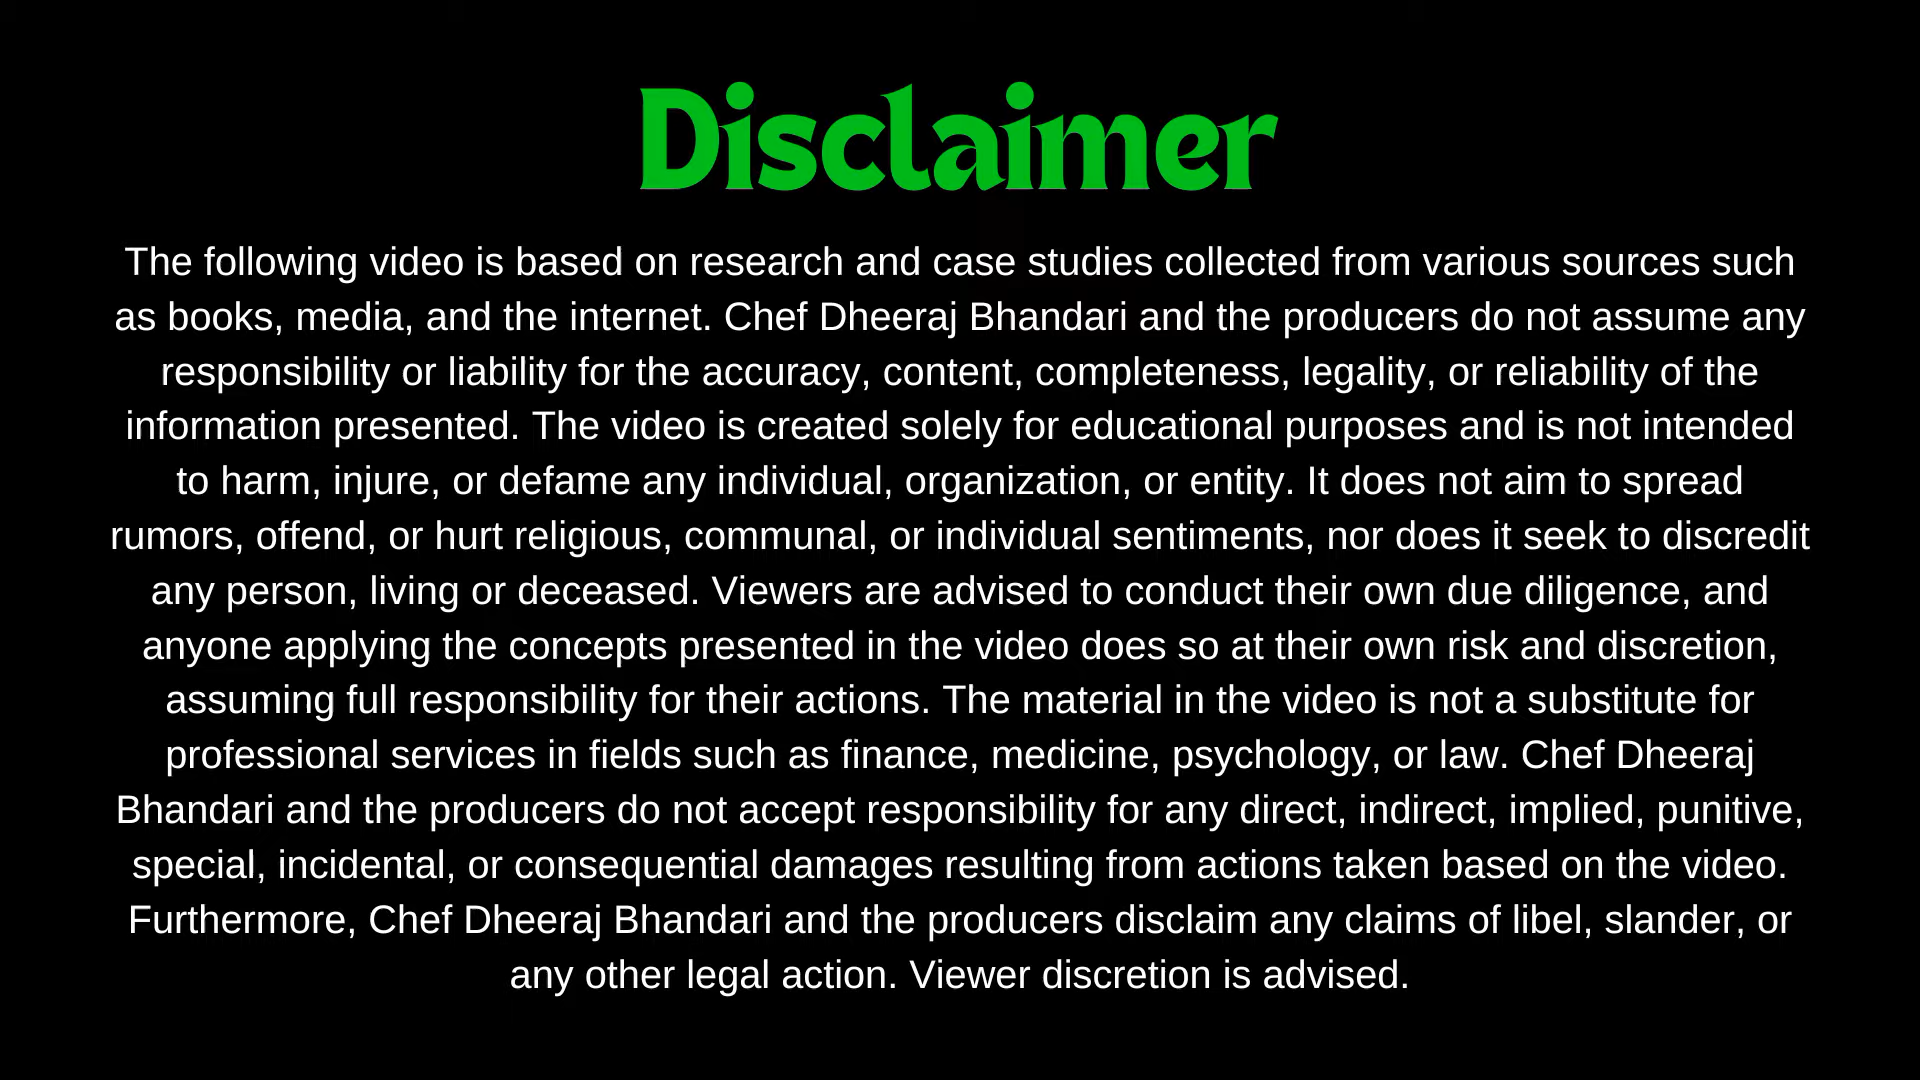 Disclaimer
The following video is based on research and case studies collected from various sources such
as books, media, and the internet. Chef Dheeraj Bhandari and the producers do not assume any
responsibility or liability for the accuracy, content, completeness, legality, or reliability of the
information presented. The video is created solely for educational purposes and is not intended
to harm, injure, or defame any individual, organization, or entity. It does not aim to spread
rumors, offend, or hurt religious, communal, or individual sentiments, nor does it seek to discredit
any person, living or deceased. Viewers are advised to conduct their own due diligence, and
anyone applying the concepts presented in the video does so at their own risk and discretion,
assuming full responsibility for their actions. The material in the video is not a substitute for
professional services in fields such as finance, medicine, psychology, or law. Chef Dheeraj
Bhandari and the producers do not accept responsibility for any direct, indirect, implied, punitive,
special, incidental, or consequential damages resulting from actions taken based on the video.
Furthermore, Chef Dheeraj Bhandari and the producers disclaim any claims of libel, slander, or
any other legal action. Viewer discretion is advised.